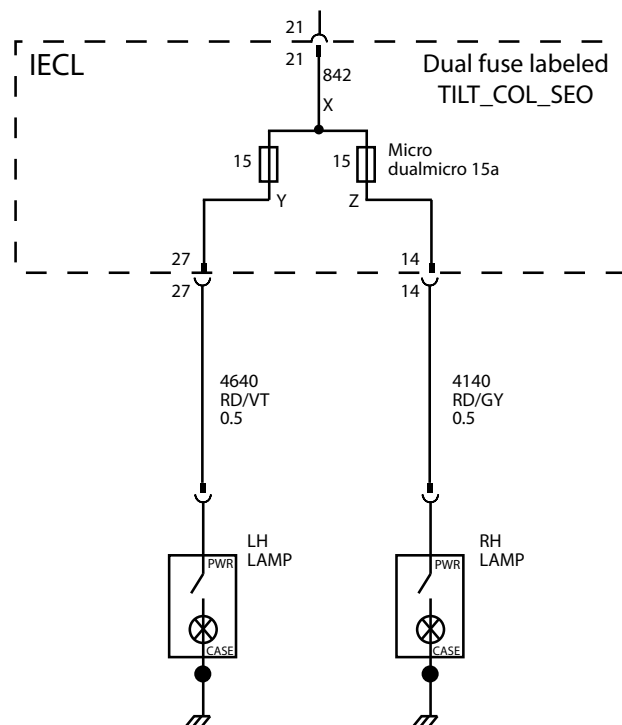 21
21
IECL
Dual fuse labeled
TILT_COL_SEO
842
X
15
15
Micro
dualmicro 15a
Y
Z
27
14
27
14
4640
RD/VT
0.5
4140
RD/GY
0.5
LH
LAMP
RH
LAMP
PWR
PWR
CASE
CASE